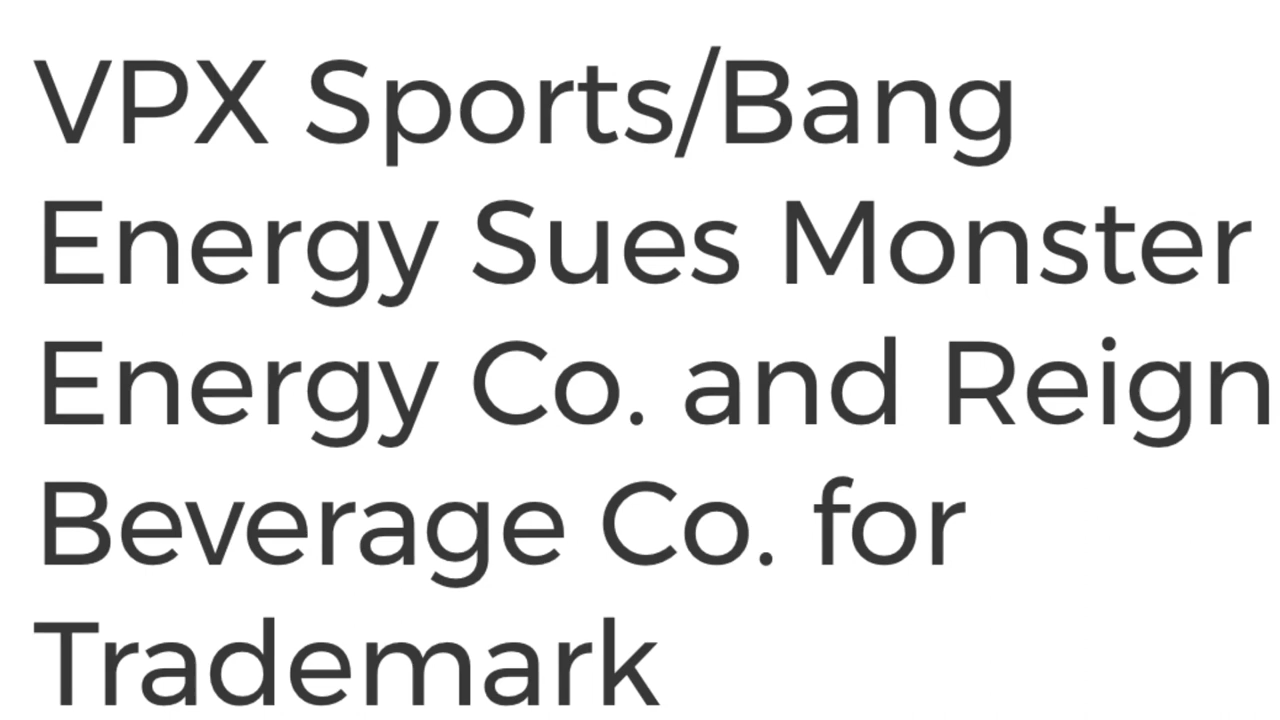 VPX Sports/Bang
Energy Sues Monster
Energy Co. and Reign
Beverage Co. for
Trademark